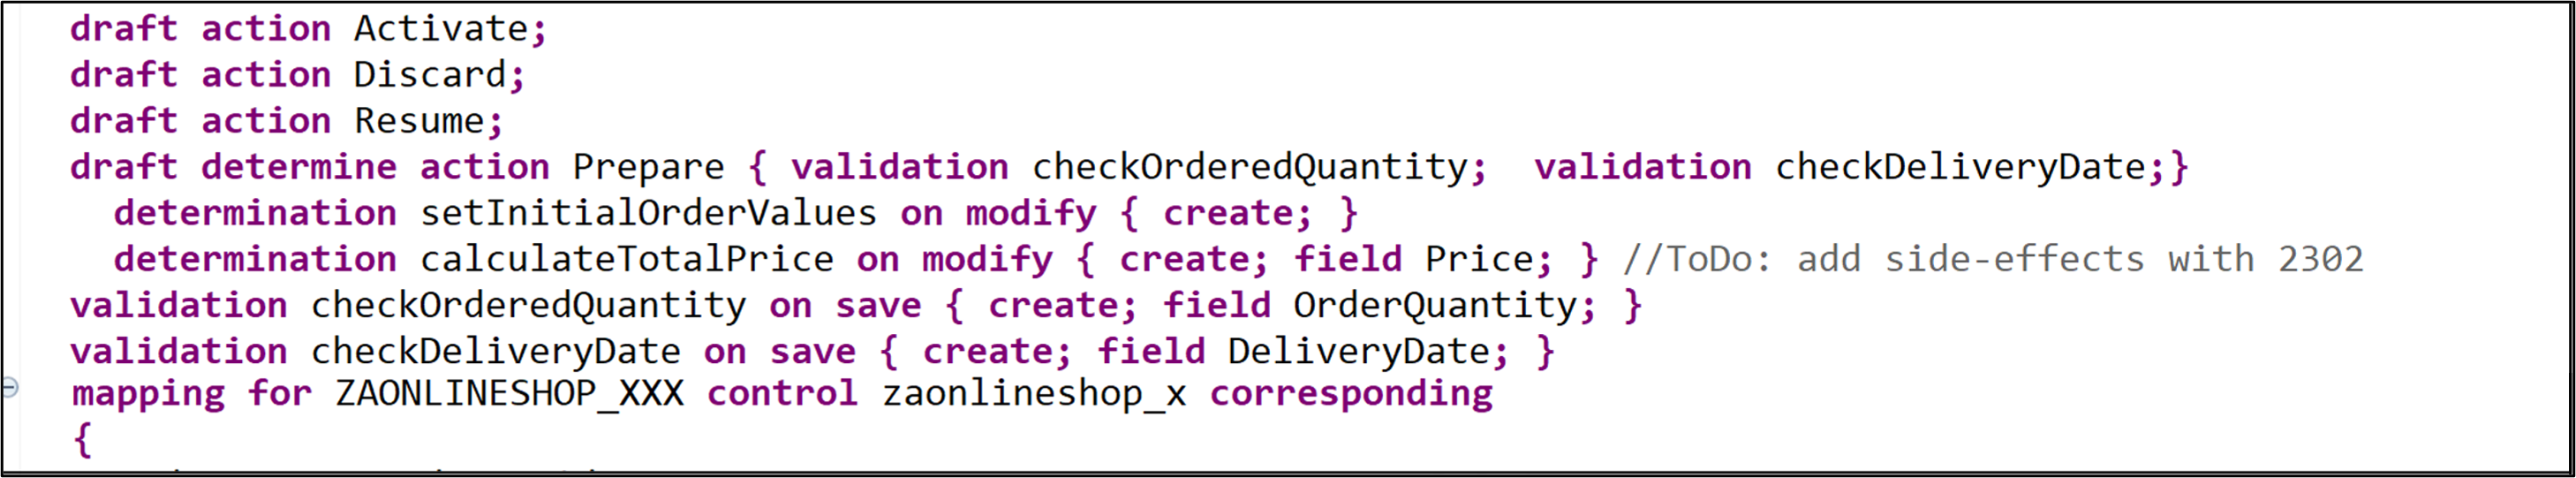 draft action Activate;
draft action Discard;
draft action Resume;
draft determine action Prepare { validation checkOrderedQuantity;  validation checkDeliveryDate;}
determination setInitialOrderValues on modify { create; }
determination calculateTotalPrice on modify { create; field Price; } //ToDo: add side-effects with 2302
validation checkOrderedQuantity on save { create; field OrderQuantity; }
validation checkDeliveryDate on save { create; field DeliveryDate; }
mapping for ZAONLINESHOP_XXX control zaonlineshop_x corresponding
{